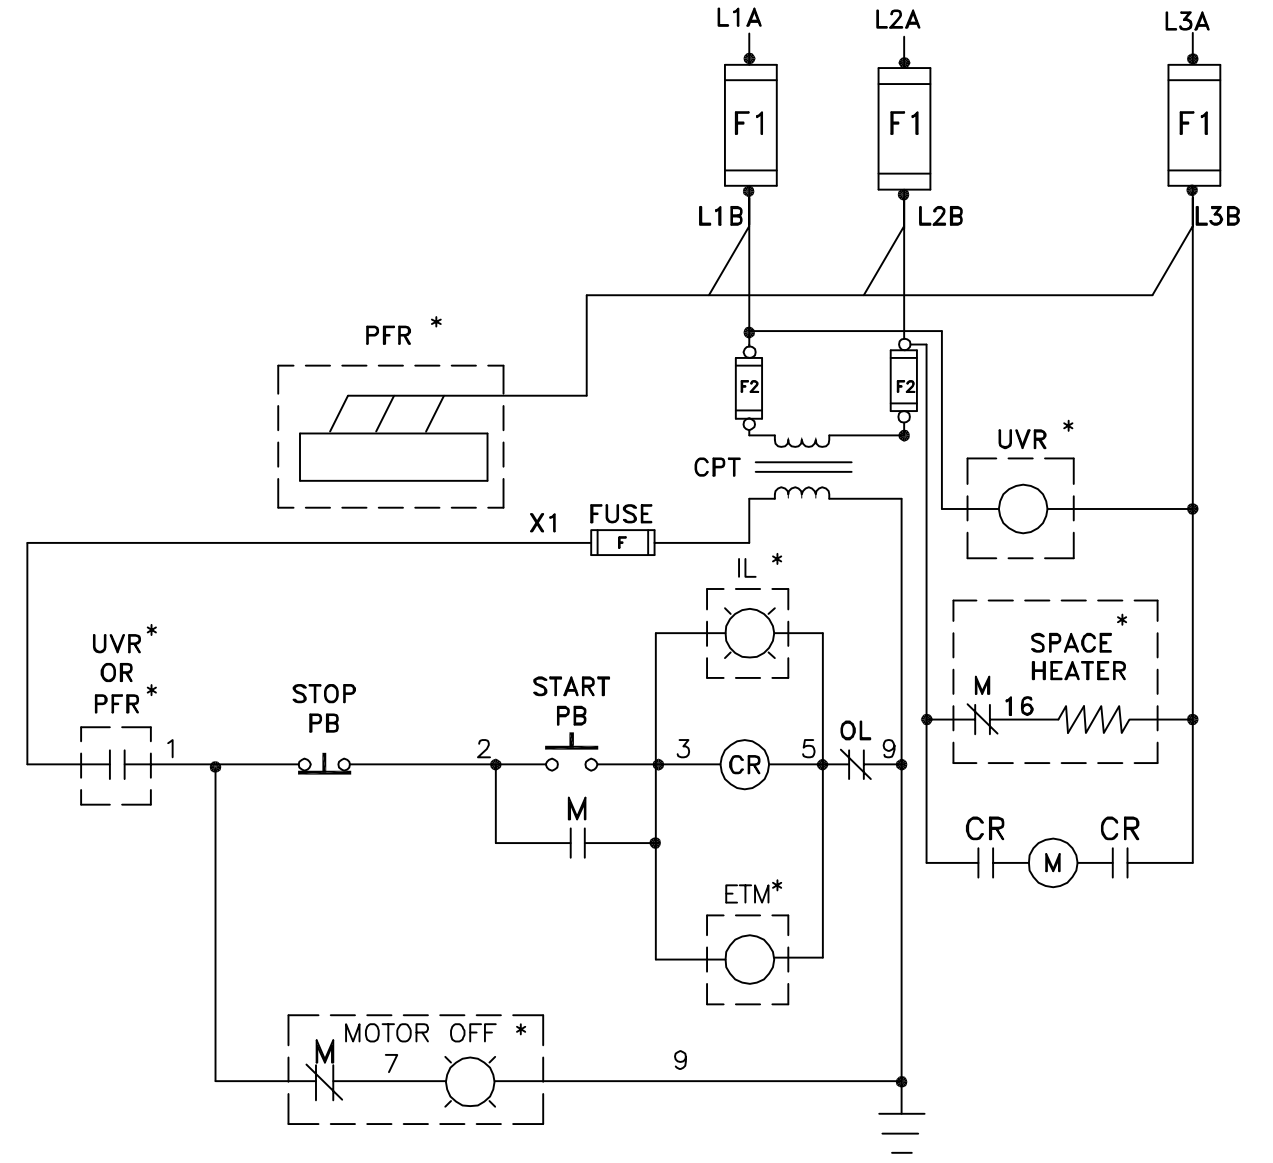 L1A
L2A
L3A
F1
F1
F1
L1B
L2B
L3B
PFR *
F2
F2
UVR *
CPT
X1
FUSE
F
IL *
UVR*
OR
PFR*
SPACE *
HEATER
M
16
STOP
PB
START
PB
1
2
3
CR
5
OL
9
M
CR
M
CR
ETM*
MOTOR OFF *
M
7
9